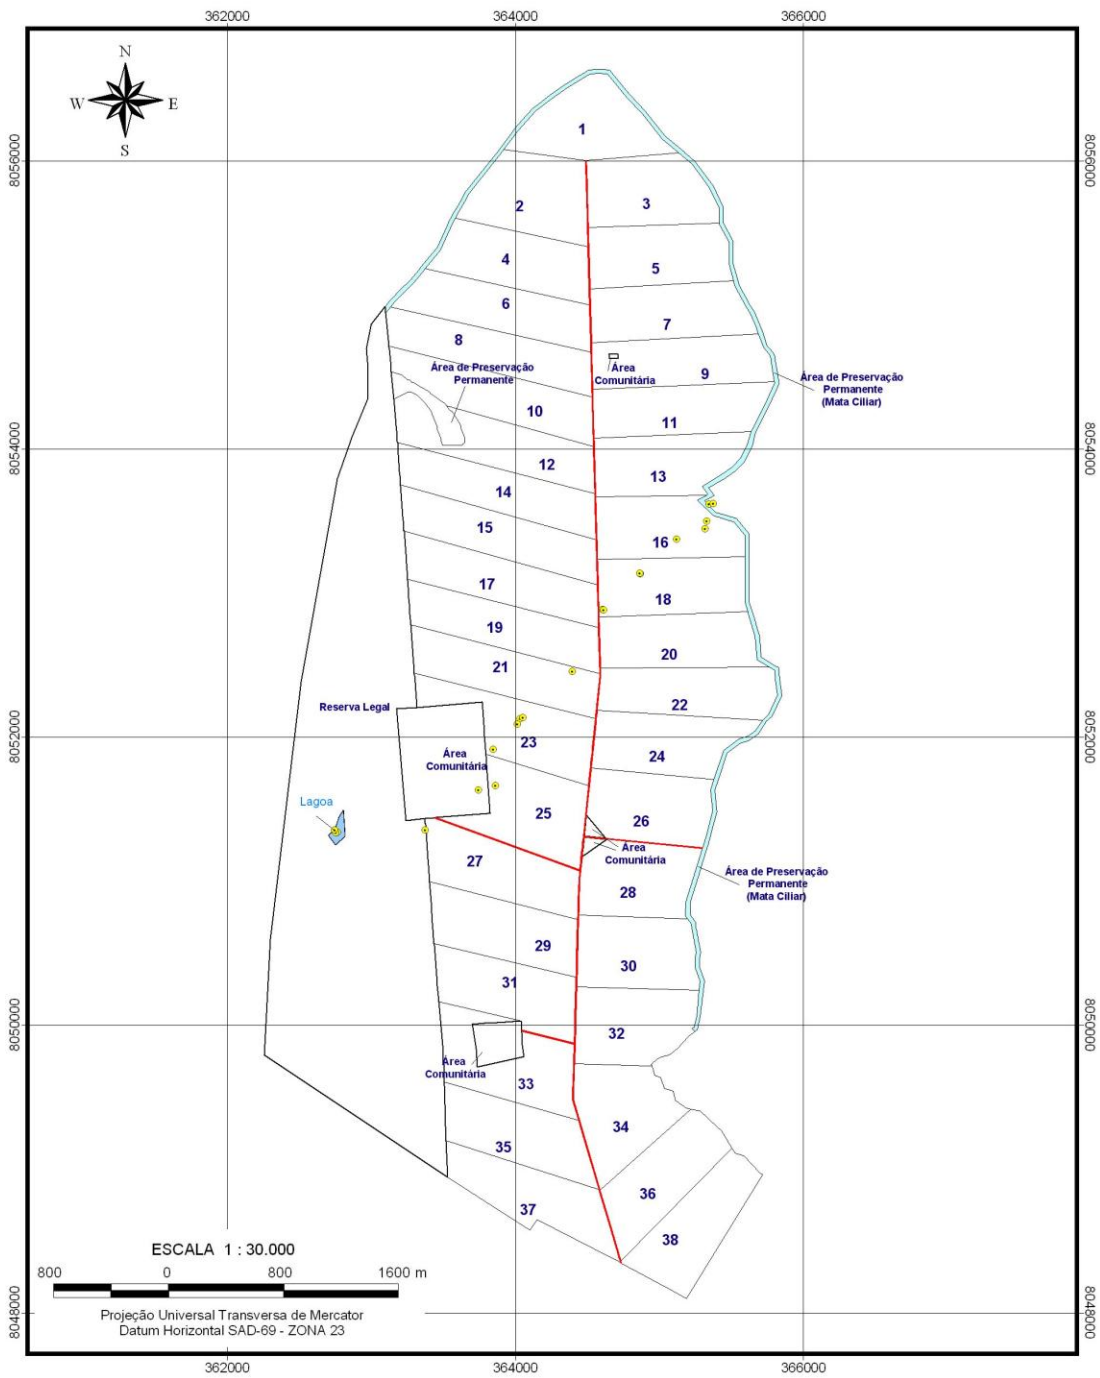 362000
364000
366000
N
W
E
S
1
8056000
8056000
2
3
4
5
6
7
8
Área de Preservação
Permanente
Área
Comunitária
9
Área de Preservação
Permanente
(Mata Ciliar)
10
11
8054000
8054000
12
13
14
15
16
17
18
19
20
21
22
Reserva Legal
8052000
8052000
23
24
Área
Comunitária
Lagoa
25
26
27
Área
Comunitária
28
Área de Preservação
Permanente
(Mata Ciliar)
29
30
31
8050000
8050000
32
Área
Comunitária
33
34
35
36
37
38
ESCALA 1 : 30.000
800
0
800
1600 m
Projeção Universal Transversa de Mercator
Datum Horizontal SAD-69 - ZONA 23
8048000
8048000
362000
364000
366000